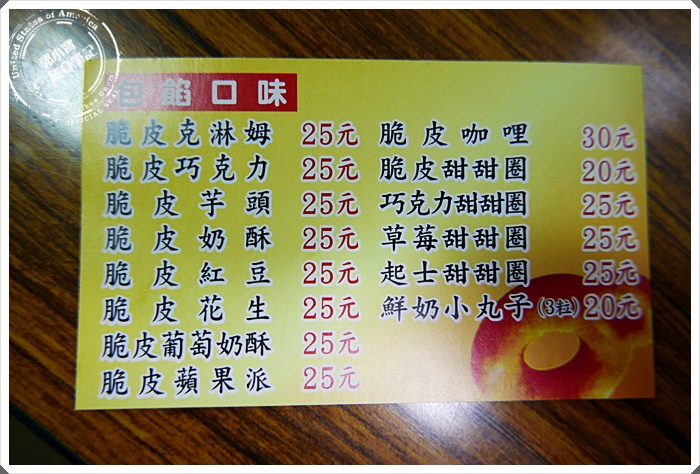 United States of America
包餡口味
脆皮克淋姆 25元
脆皮巧克力 25元
脆皮芋頭 25元
脆皮奶酥 25元
脆皮紅豆 25元
脆皮花生 25元
脆皮葡萄奶酥 25元
脆皮蘋果派 25元
脆皮咖哩 30元
脆皮甜甜圈 20元
巧克力甜甜圈 25元
草莓甜甜圈 25元
起士甜甜圈 25元
鮮奶小丸子(3粒) 20元